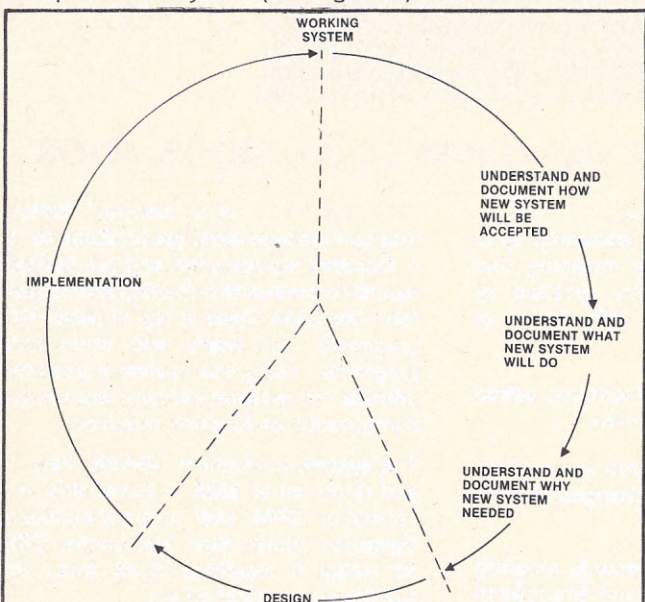 WORKING
SYSTEM
UNDERSTAND AND
DOCUMENT HOW
NEW SYSTEM
WILL BE
ACCEPTED
IMPLEMENTATION
UNDERSTAND AND
DOCUMENT WHAT
NEW SYSTEM
WILL DO
UNDERSTAND AND
DOCUMENT WHY
NEW SYSTEM
NEEDED
DESIGN